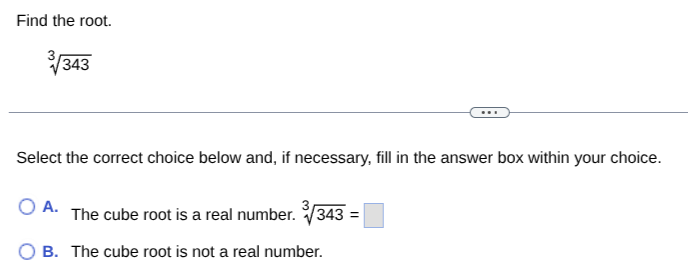 Find the root.
∛343
Select the correct choice below and, if necessary, fill in the answer box within your choice.
A. The cube root is a real number. ∛343 =
B. The cube root is not a real number.